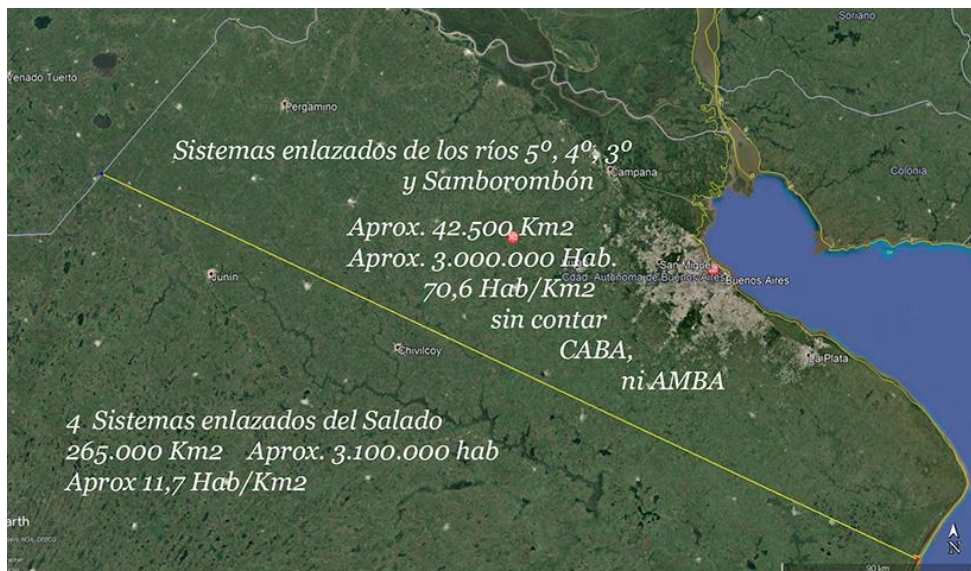 Soriano
Venado Tuerto
Pergamino
Sistemas enlazados de los ríos 5º, 4º, 3º
y Samborombón
Campana
Colonia
Aprox. 42.500 Km2
Aprox. 3.000.000 Hab.
San Miguel
Cdad. Autónoma de Buenos Aires
Buenos Aires
Junín
70,6 Hab/Km2
sin contar
CABA,
ni AMBA
Chivilcoy
La Plata
4 Sistemas enlazados del Salado
265.000 Km2 Aprox. 3.100.000 hab
Aprox 11,7 Hab/Km2
arth
N
90 km